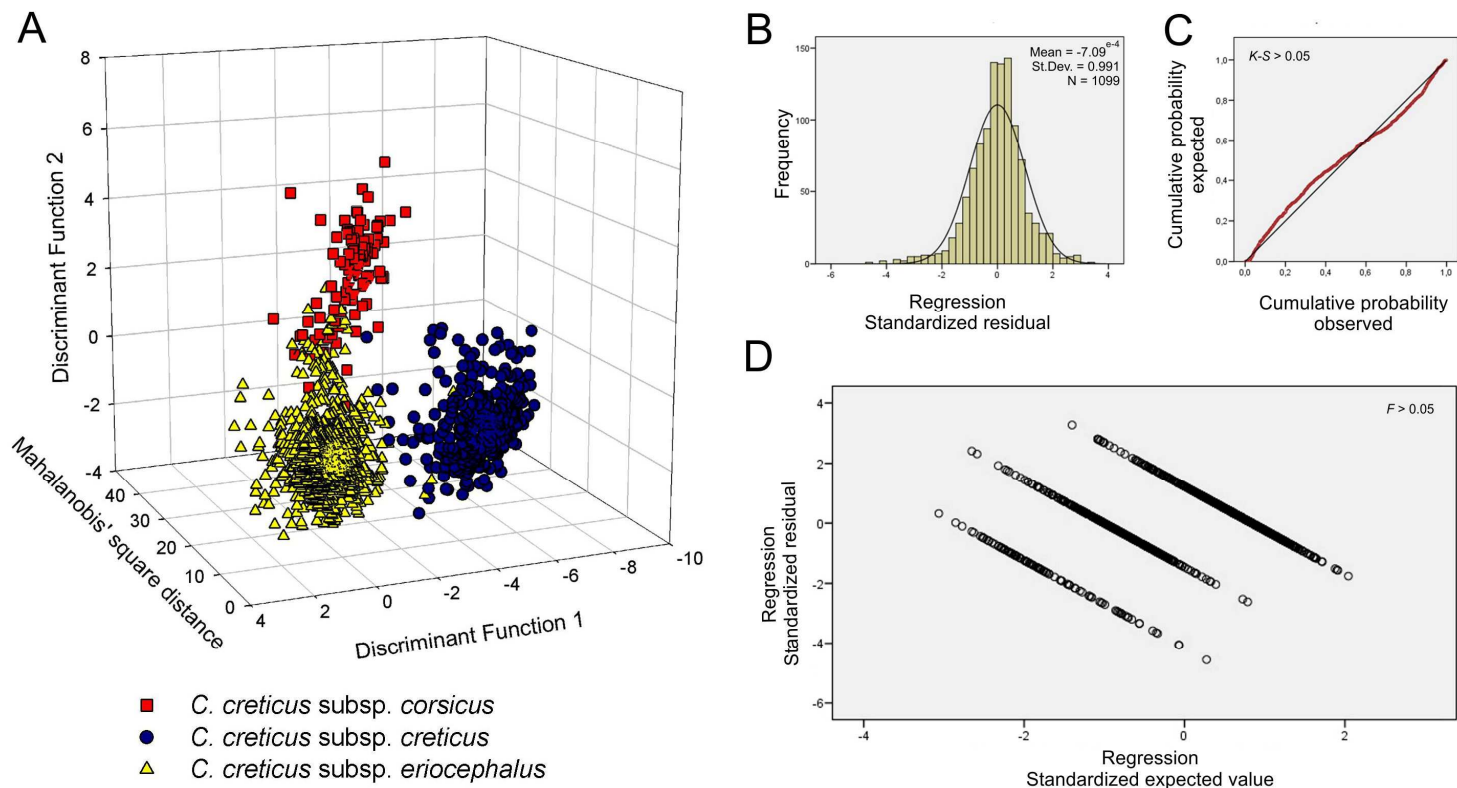 A
8
6
4
2
0
-2
-4
Discriminant Function 2
40
30
20
10
0
Mahalanobis' square distance
4
2
0
-2
-4
-6
-8
-10
Discriminant Function 1
C. creticus subsp. corsicus
C. creticus subsp. creticus
C. creticus subsp. eriocephalus
B
Mean = -7.09e-4
St.Dev. = 0.991
N = 1099
150
100
50
0
Frequency
-6
-4
-2
0
2
4
Regression
Standardized residual
C
K-S > 0.05
1,0
0,8
0,6
0,4
0,2
0,0
Cumulative probability
expected
0,0
0,2
0,4
0,6
0,8
1,0
Cumulative probability
observed
D
F > 0.05
4
2
0
-2
-4
-6
Regression
Standardized residual
-4
-2
0
2
Regression
Standardized expected value